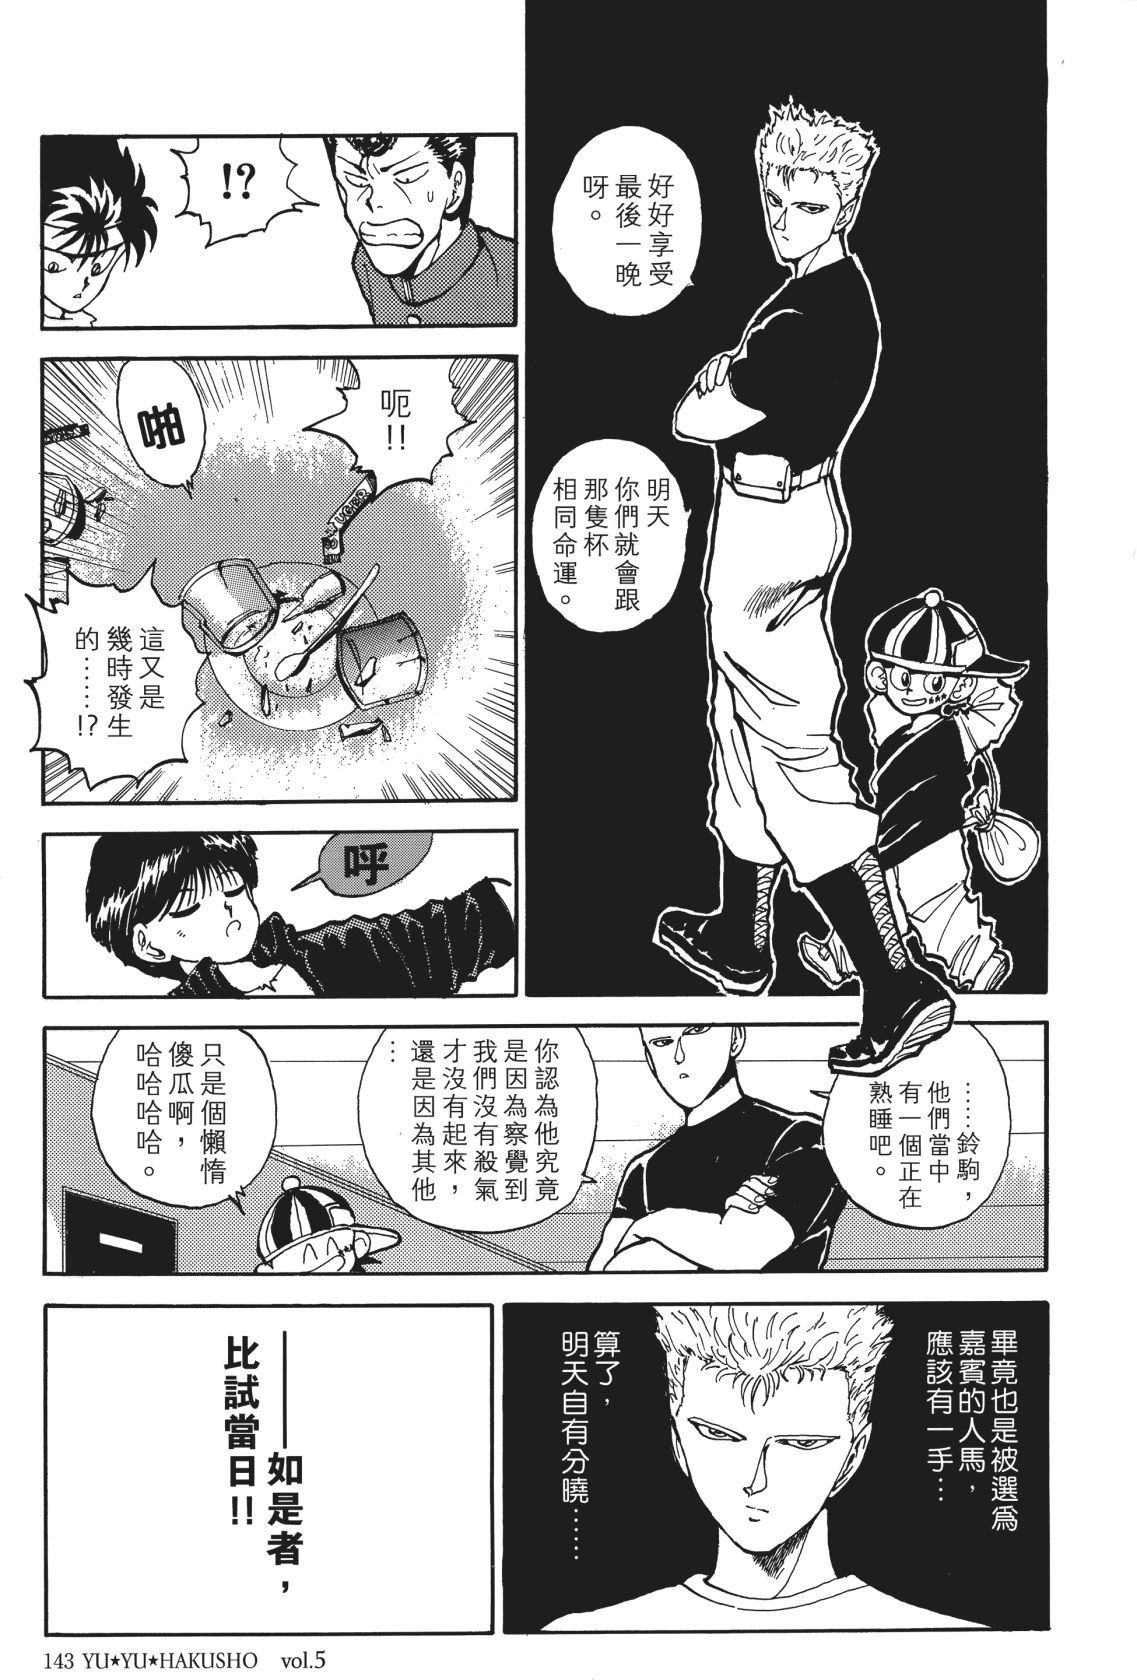 好好享受
最後一晚
呀。
明天
你們就會跟
那隻杯
相同命運。
!?
呃!!
啪
SUGER
這又是
幾時發生
的……!?
呼
……鈴駒，
他們當中
有一個正在
熟睡吧。
你認為他究竟
是因為察覺到
我們沒有殺氣
才沒有起來，
還是因為其他
…
只是個懶惰
傻瓜啊，
哈哈哈哈。
畢竟也是被選為
嘉賓的人馬，
應該有一手…
算了，
明天自有分曉……
——如是者，
比試當日!!
143 YU★YU★HAKUSHO vol.5